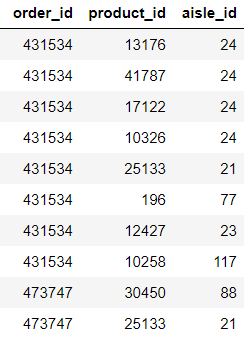 order_id product_id aisle_id
431534 13176 24
431534 41787 24
431534 17122 24
431534 10326 24
431534 25133 21
431534 196 77
431534 12427 23
431534 10258 117
473747 30450 88
473747 25133 21